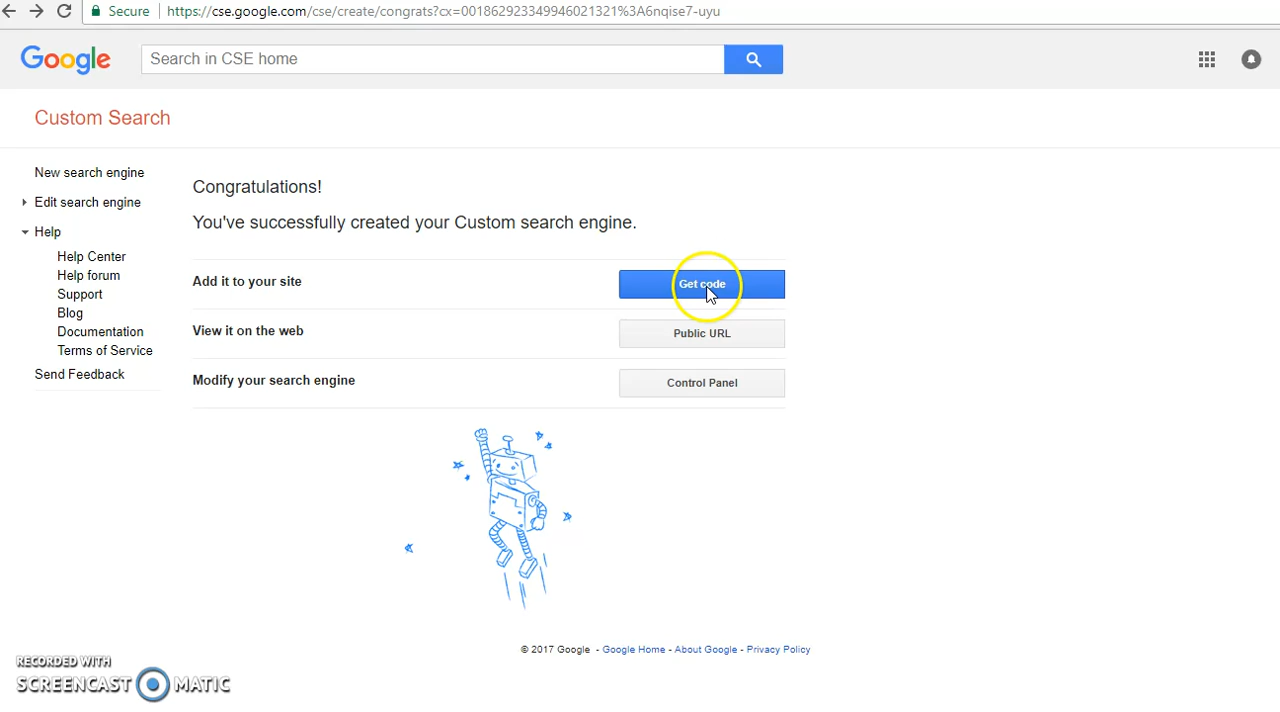 Secure https://cse.google.com/cse/create/congrats?cx=001862923349946021321%3A6nqise7-uyu
Google
Search in CSE home
Custom Search
New search engine
Edit search engine
Help
Help Center
Help forum
Support
Blog
Documentation
Terms of Service
Send Feedback
Congratulations!
You've successfully created your Custom search engine.
Add it to your site Get code
View it on the web Public URL
Modify your search engine Control Panel
© 2017 Google - Google Home - About Google - Privacy Policy
RECORDED WITH
SCREENCAST MATIC